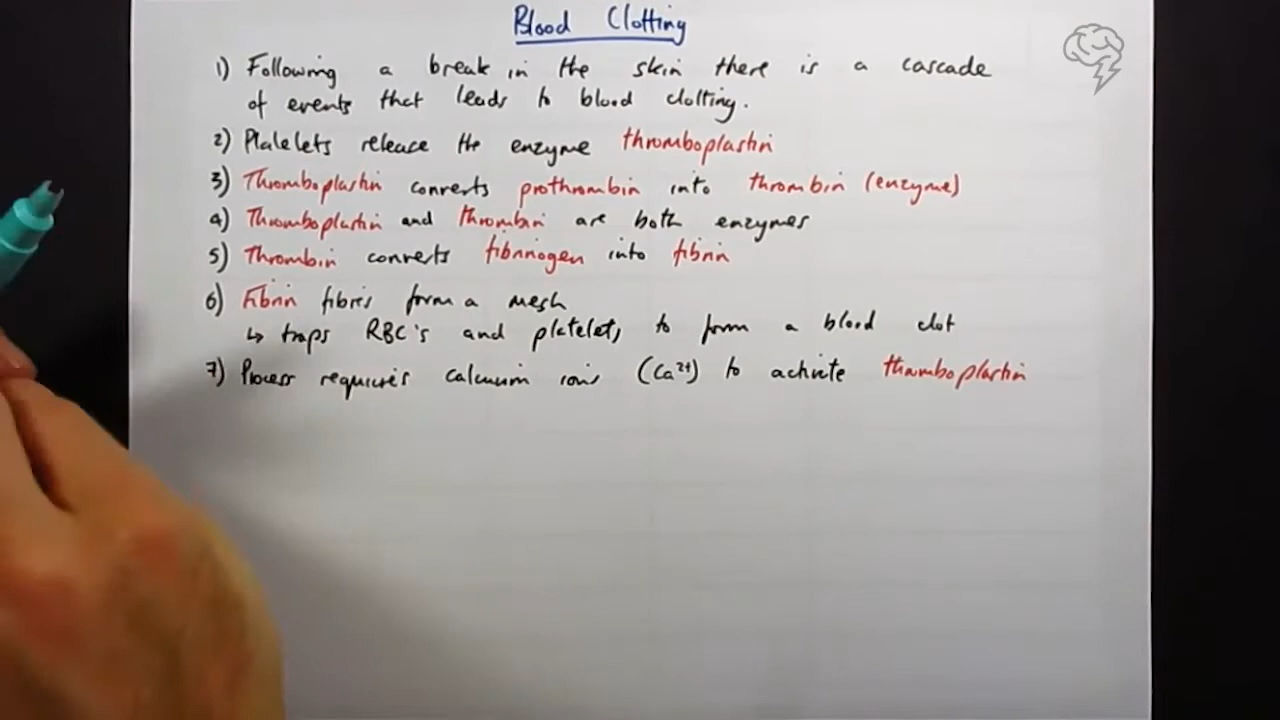 Blood Clotting
1) Following a break in the skin there is a cascade
of events that leads to blood clotting.
2) Platelets release the enzyme thromboplastin
3) Thromboplastin converts prothrombin into thrombin (enzyme)
4) Thromboplastin and thrombin are both enzymes
5) Thrombin converts fibrinogen into fibrin
6) Fibrin fibres form a mesh
↳ traps RBC's and platelets to form a blood clot
7) Process requires calcium ions (Ca²⁺) to activate thromboplastin